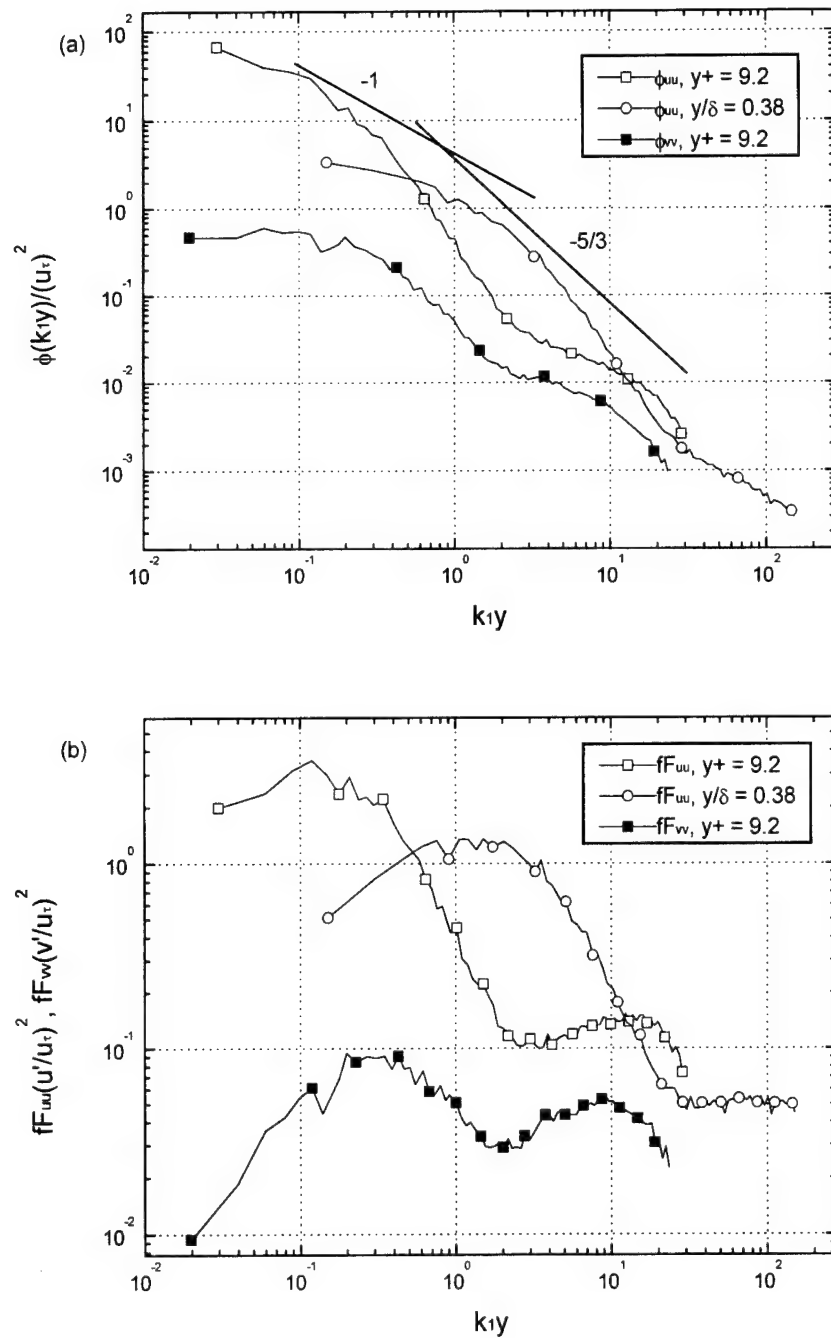 (a)
10²
10¹
10⁰
10⁻¹
10⁻²
10⁻³
-1
-5/3
ϕuu, y+ = 9.2
ϕuu, y/δ = 0.38
ϕvv, y+ = 9.2
ϕ(k₁y)/(uτ)²
10⁻² 10⁻¹ 10⁰ 10¹ 10²
k₁y
(b)
10⁰
10⁻¹
10⁻²
fFuu, y+ = 9.2
fFuu, y/δ = 0.38
fFvv, y+ = 9.2
fFuu(u'/uτ)² , fFvv(v'/uτ)²
10⁻² 10⁻¹ 10⁰ 10¹ 10²
k₁y